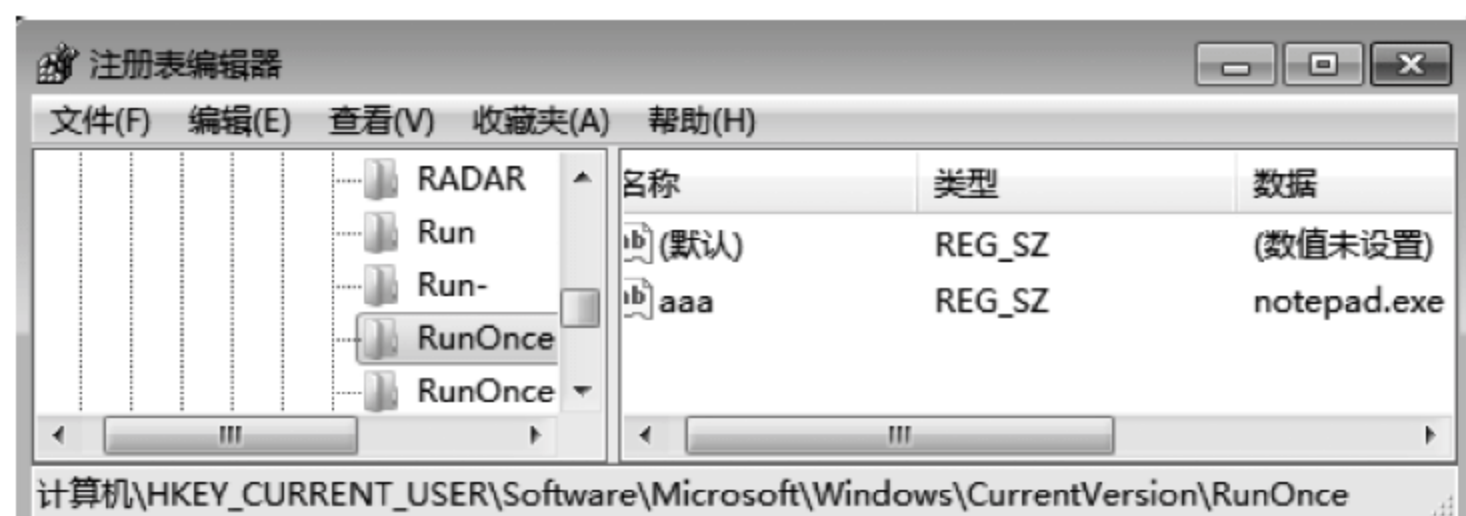 注册表编辑器
文件(F) 编辑(E) 查看(V) 收藏夹(A) 帮助(H)
RADAR
Run
Run-
RunOnce
RunOnce
名称 类型 数据
(默认) REG_SZ (数值未设置)
aaa REG_SZ notepad.exe
计算机\HKEY_CURRENT_USER\Software\Microsoft\Windows\CurrentVersion\RunOnce